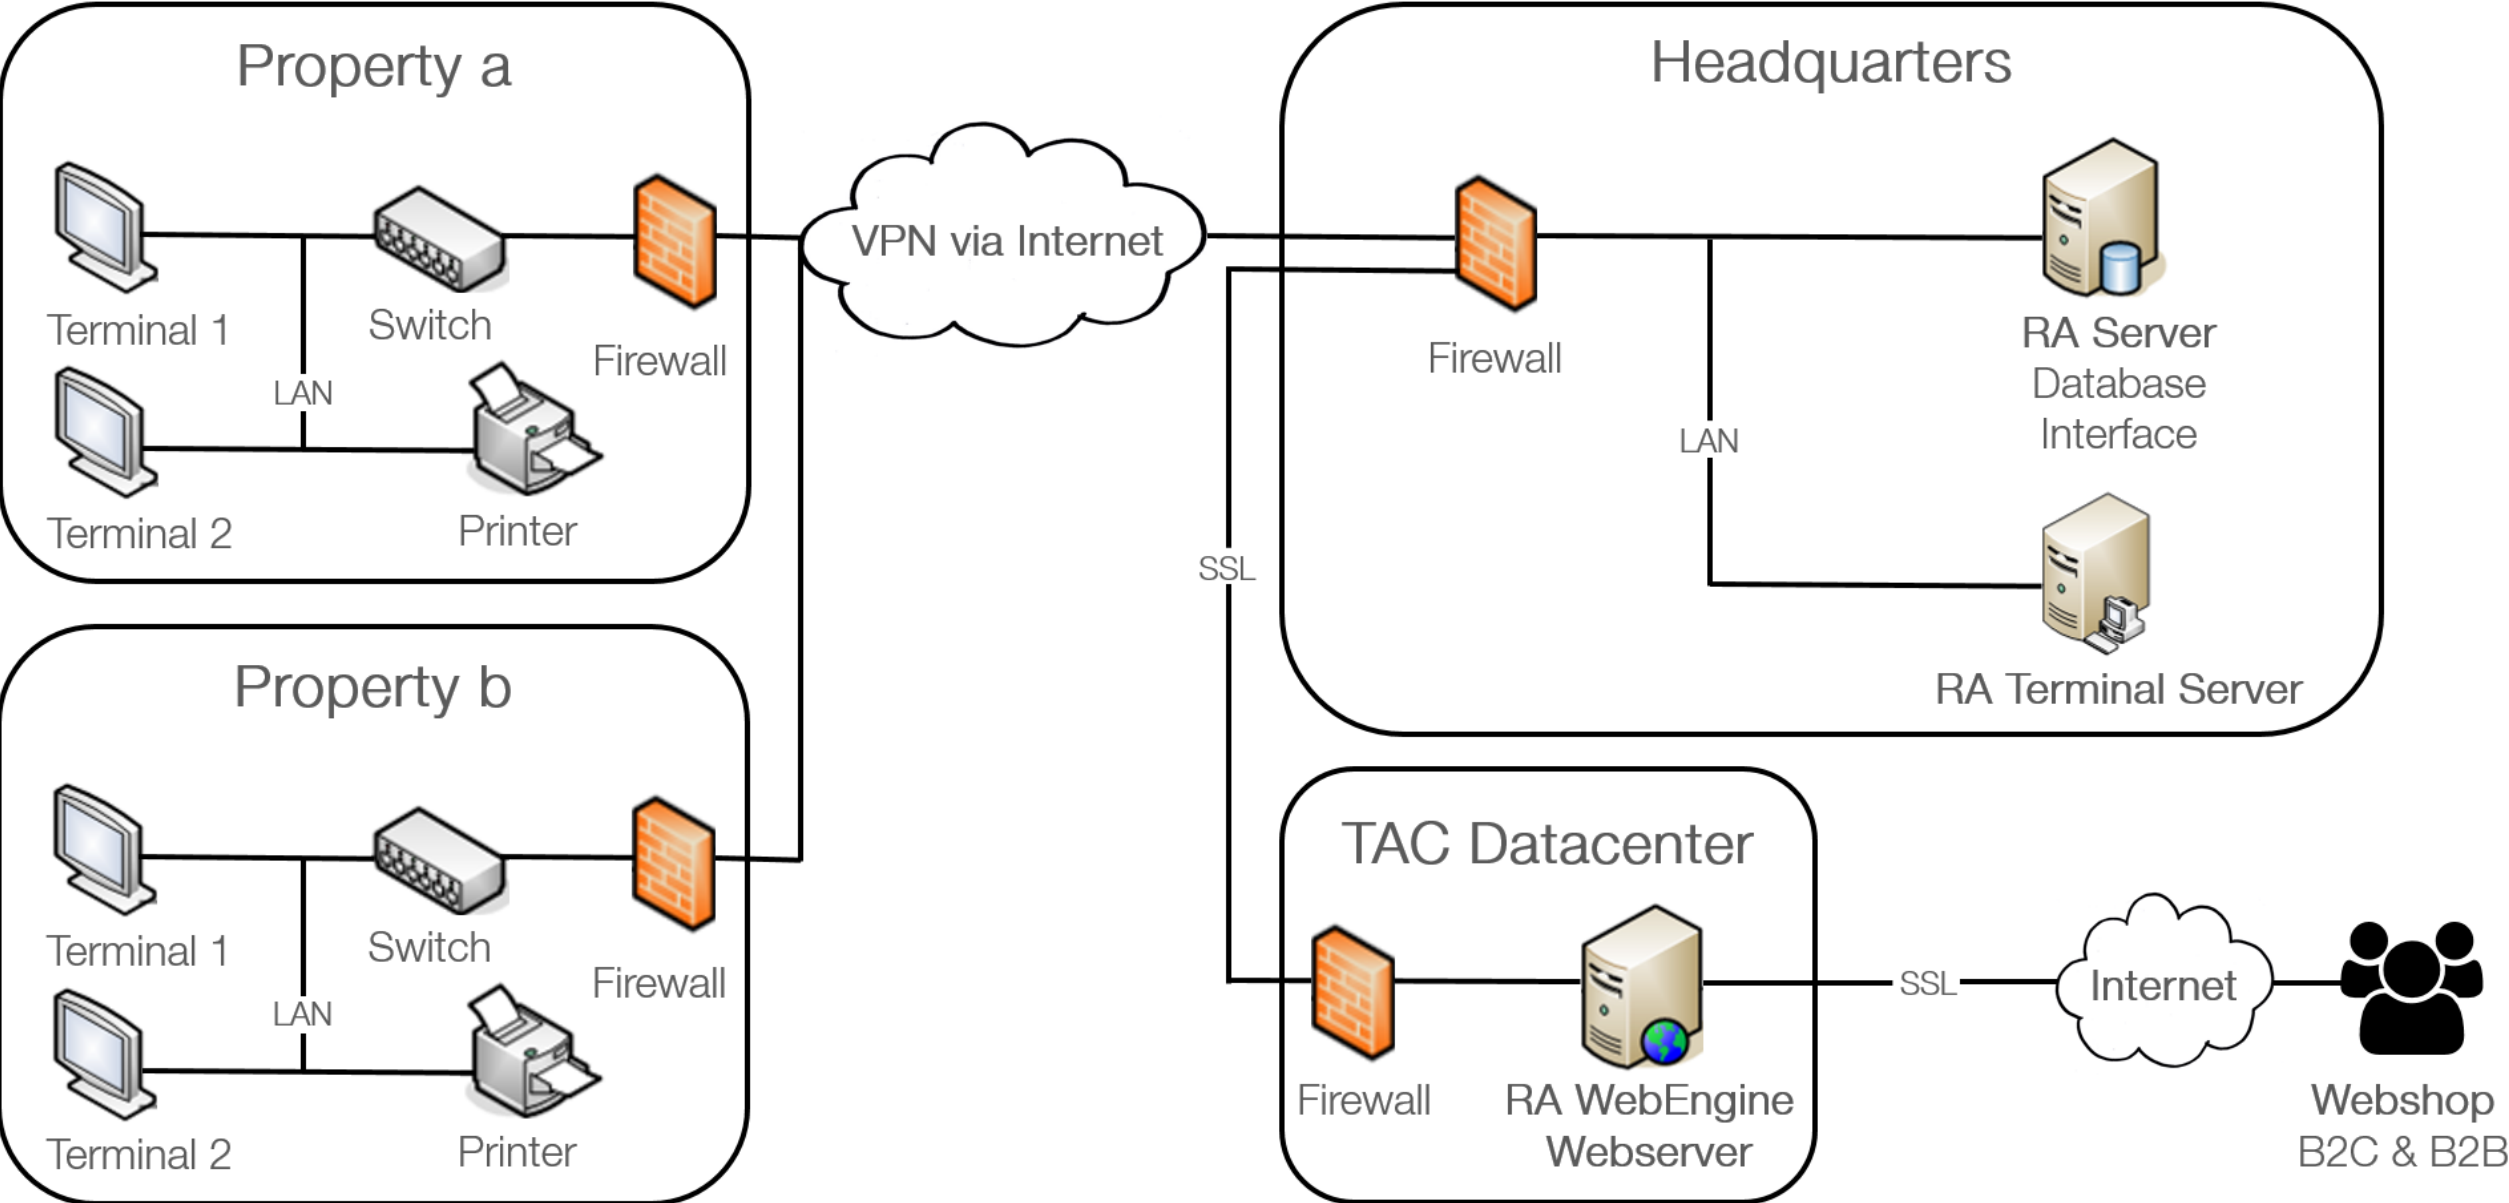 Property a
Terminal 1
Switch
Firewall
LAN
Terminal 2
Printer
VPN via Internet
Headquarters
Firewall
RA Server
Database
Interface
LAN
RA Terminal Server
SSL
Property b
Terminal 1
Switch
Firewall
LAN
Terminal 2
Printer
TAC Datacenter
Firewall
RA WebEngine
Webserver
SSL
Internet
Webshop
B2C & B2B